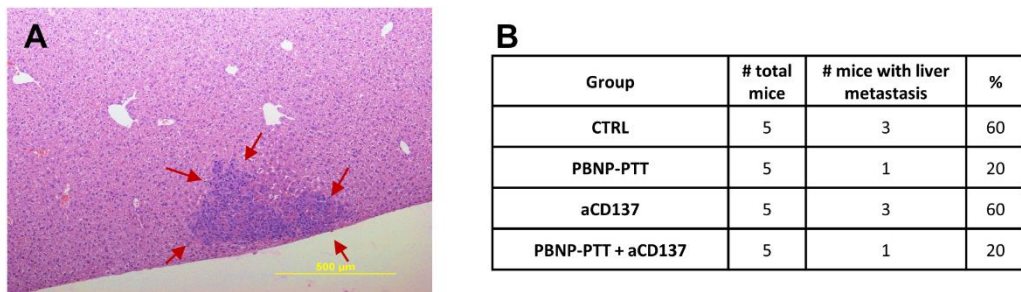 A
500 µm
B
Group # total mice # mice with liver metastasis %
CTRL 5 3 60
PBNP-PTT 5 1 20
aCD137 5 3 60
PBNP-PTT + aCD137 5 1 20